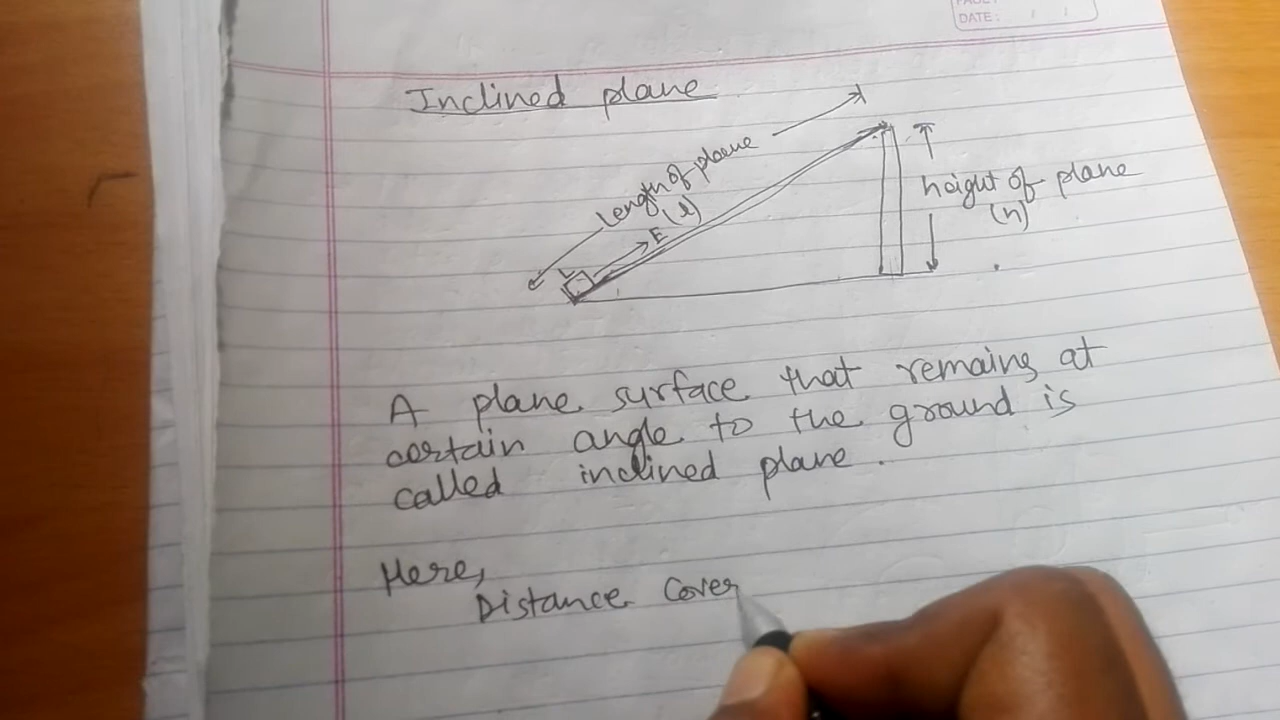 DATE:
Inclined plane
length of plane
(l)
E
L
height of plane
(h)
A plane surface that remains at
certain angle to the ground is
called inclined plane.
Here,
Distance Cover